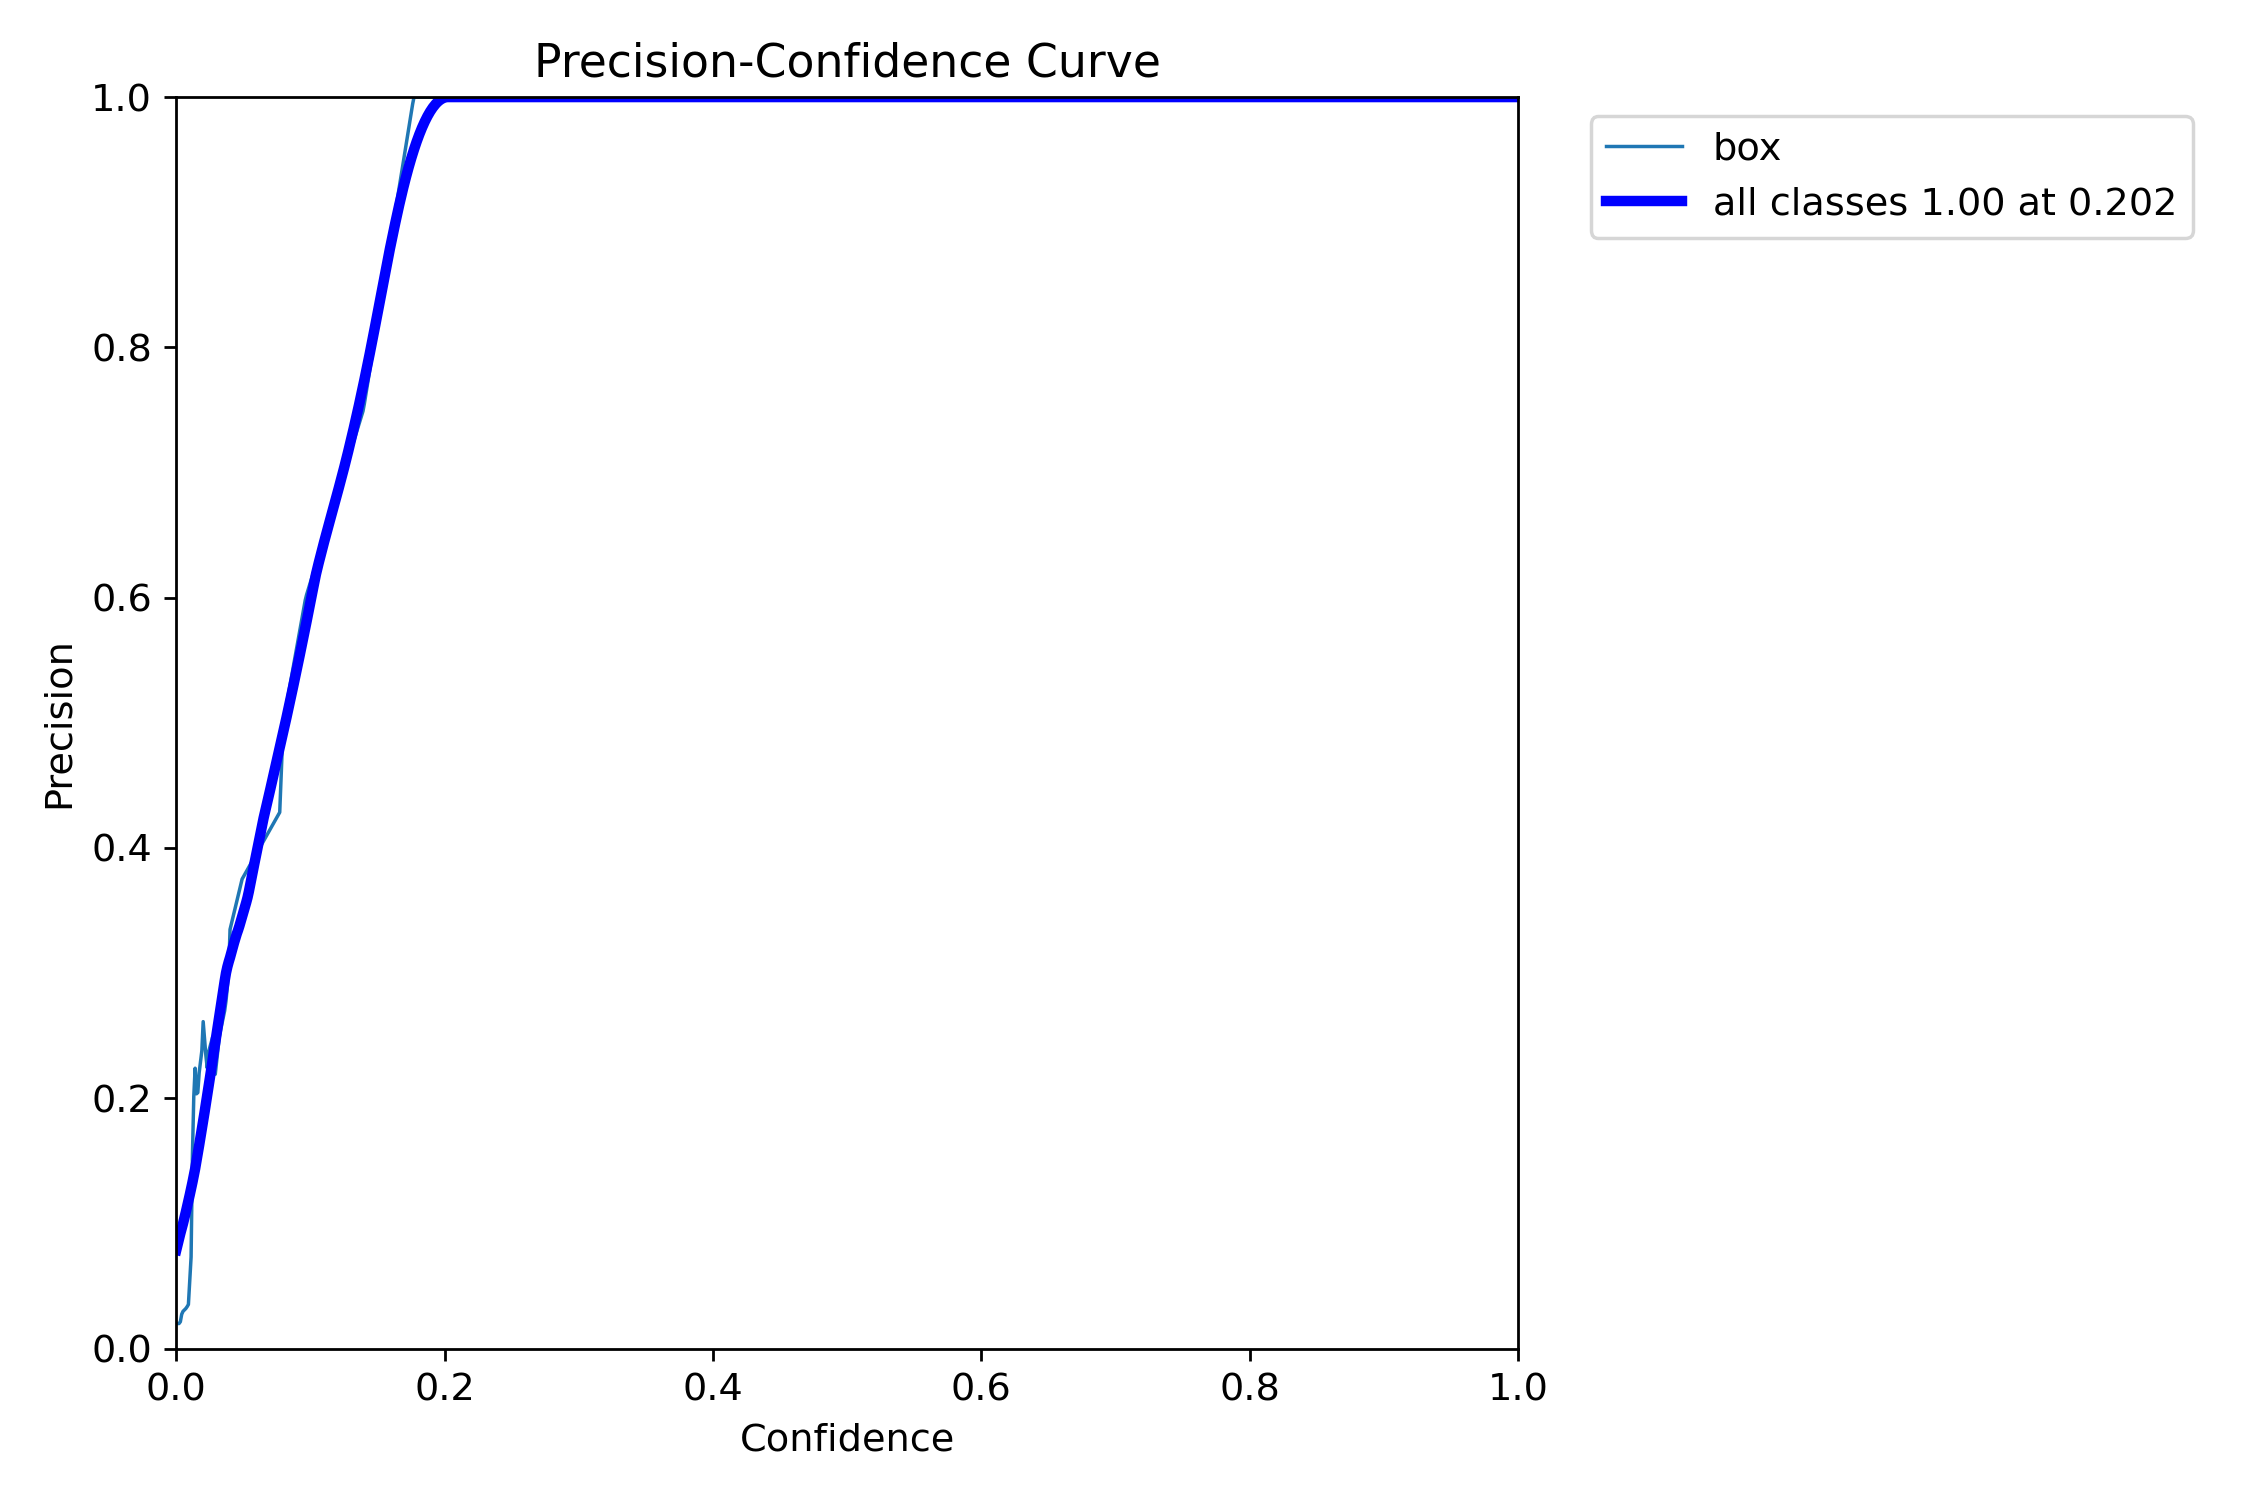 Precision-Confidence Curve
1.0
0.8
0.6
0.4
0.2
0.0
Precision
0.0 0.2 0.4 0.6 0.8 1.0
Confidence
box
all classes 1.00 at 0.202